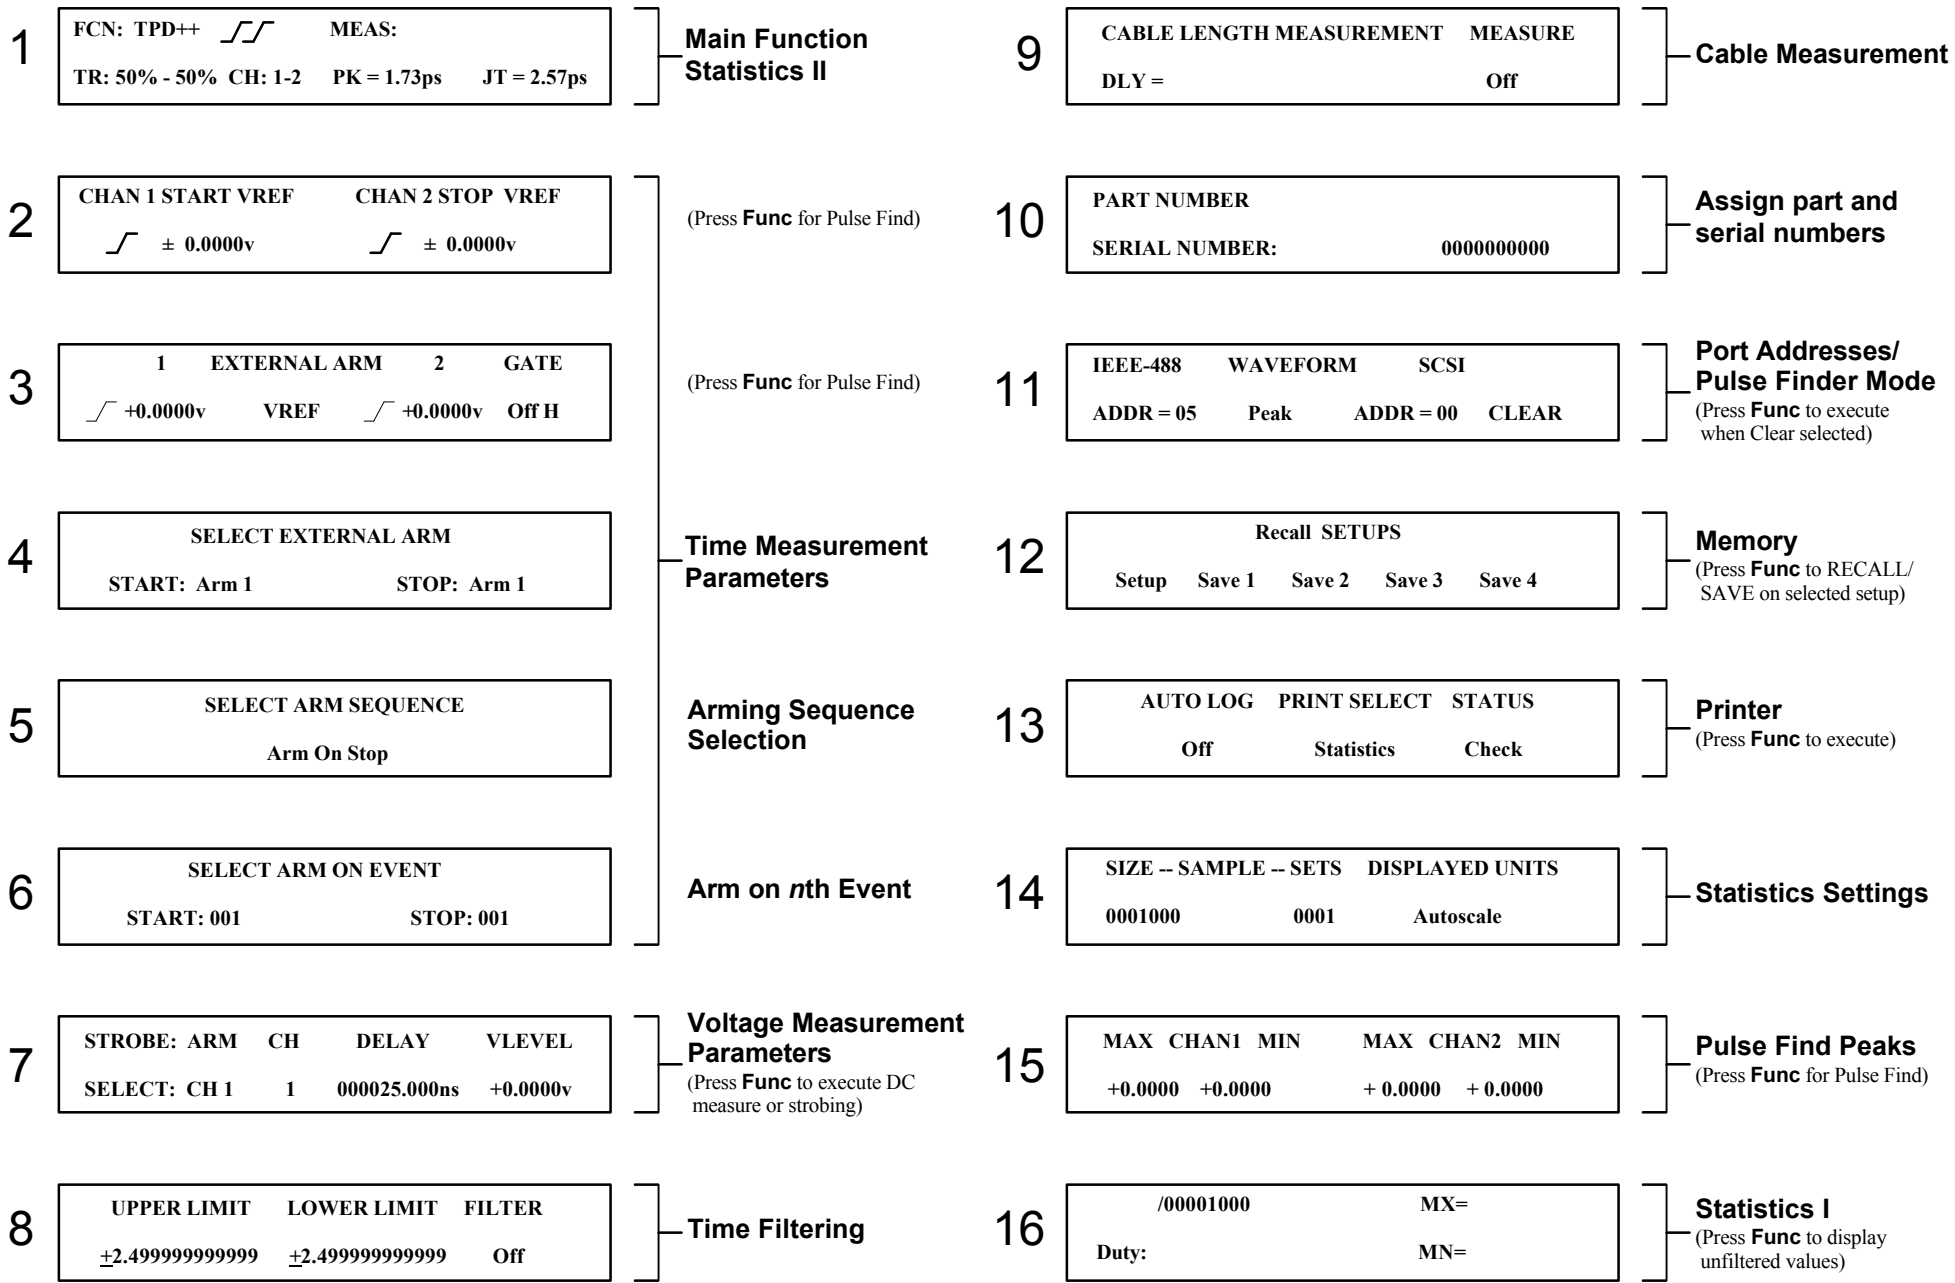 1
FCN: TPD++ MEAS:
TR: 50% - 50% CH: 1-2 PK = 1.73ps JT = 2.57ps
Main Function
Statistics II
2
CHAN 1 START VREF CHAN 2 STOP VREF
± 0.0000v ± 0.0000v
(Press Func for Pulse Find)
3
1 EXTERNAL ARM 2 GATE
+0.0000v VREF +0.0000v Off H
(Press Func for Pulse Find)
4
SELECT EXTERNAL ARM
START: Arm 1 STOP: Arm 1
Time Measurement
Parameters
5
SELECT ARM SEQUENCE
Arm On Stop
Arming Sequence
Selection
6
SELECT ARM ON EVENT
START: 001 STOP: 001
Arm on nth Event
7
STROBE: ARM CH DELAY VLEVEL
SELECT: CH 1 1 000025.000ns +0.0000v
Voltage Measurement
Parameters
(Press Func to execute DC
measure or strobing)
8
UPPER LIMIT LOWER LIMIT FILTER
+2.499999999999 +2.499999999999 Off
Time Filtering
9
CABLE LENGTH MEASUREMENT MEASURE
DLY = Off
Cable Measurement
10
PART NUMBER
SERIAL NUMBER: 0000000000
Assign part and
serial numbers
11
IEEE-488 WAVEFORM SCSI
ADDR = 05 Peak ADDR = 00 CLEAR
Port Addresses/
Pulse Finder Mode
(Press Func to execute
when Clear selected)
12
Recall SETUPS
Setup Save 1 Save 2 Save 3 Save 4
Memory
(Press Func to RECALL/
SAVE on selected setup)
13
AUTO LOG PRINT SELECT STATUS
Off Statistics Check
Printer
(Press Func to execute)
14
SIZE -- SAMPLE -- SETS DISPLAYED UNITS
0001000 0001 Autoscale
Statistics Settings
15
MAX CHAN1 MIN MAX CHAN2 MIN
+0.0000 +0.0000 + 0.0000 + 0.0000
Pulse Find Peaks
(Press Func for Pulse Find)
16
/00001000 MX=
Duty: MN=
Statistics I
(Press Func to display
unfiltered values)